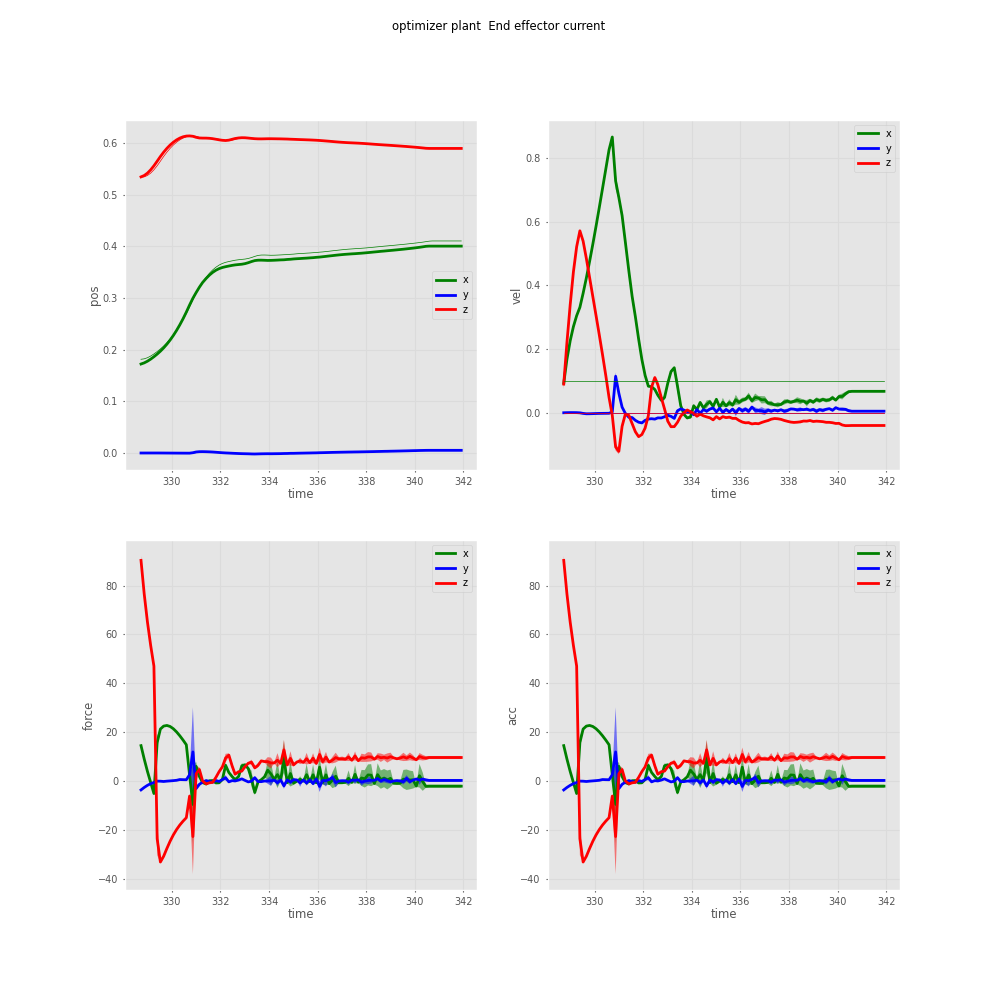 optimizer plant  End effector current
0.6
0.5
0.4
0.3
0.2
0.1
0.0
pos
x
y
z
330 332 334 336 338 340 342
time
0.8
0.6
0.4
0.2
0.0
vel
x
y
z
330 332 334 336 338 340 342
time
80
60
40
20
0
−20
−40
force
x
y
z
330 332 334 336 338 340 342
time
80
60
40
20
0
−20
−40
acc
x
y
z
330 332 334 336 338 340 342
time